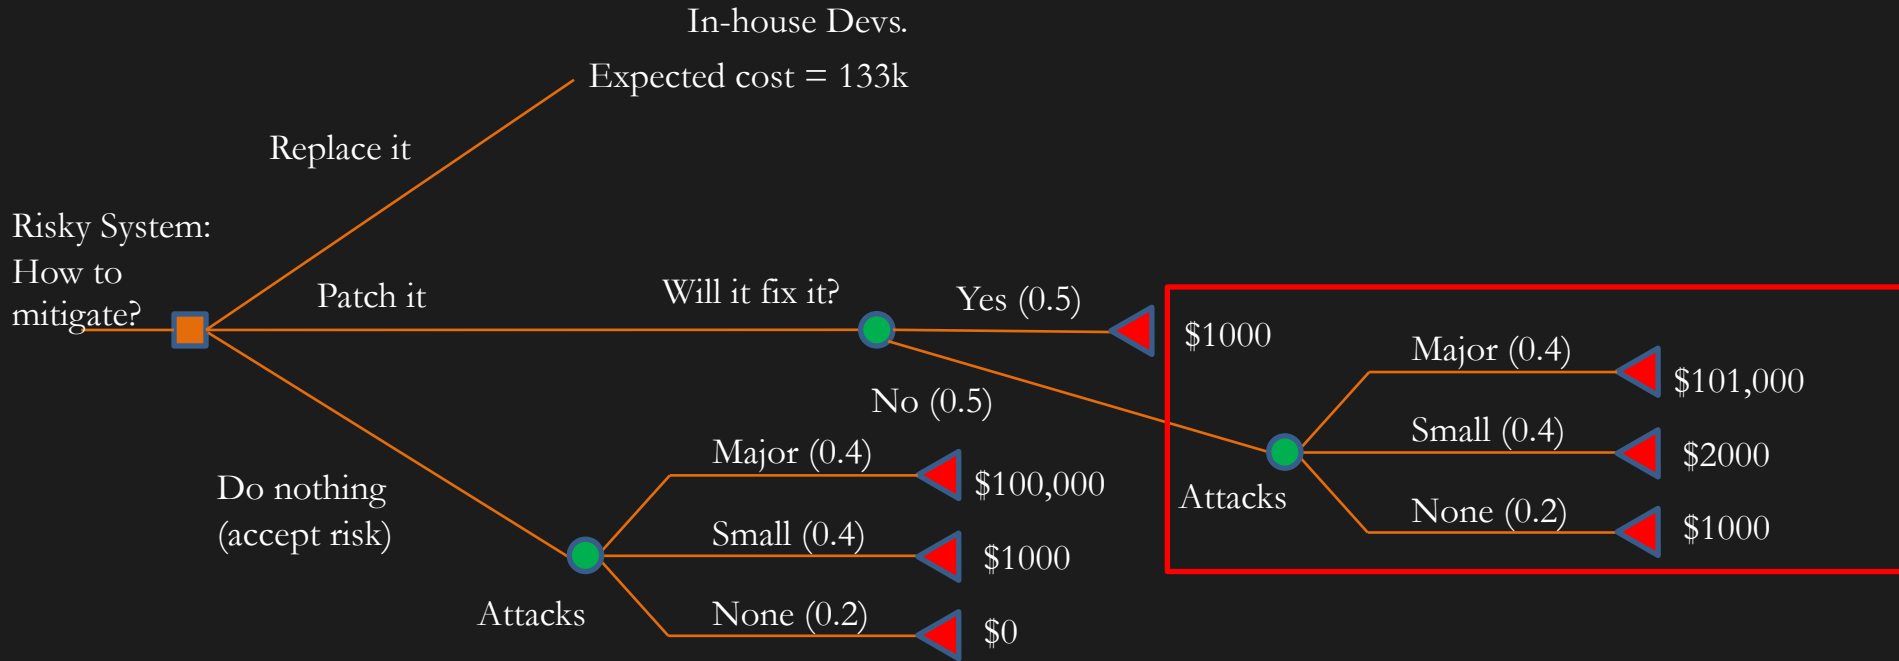 In-house Devs.
Expected cost = 133k
Replace it
Risky System:
How to
mitigate?
Patch it
Will it fix it?
Yes (0.5)
$1000
No (0.5)
Major (0.4)
$101,000
Small (0.4)
$2000
None (0.2)
$1000
Attacks
Do nothing
(accept risk)
Major (0.4)
$100,000
Small (0.4)
$1000
None (0.2)
$0
Attacks